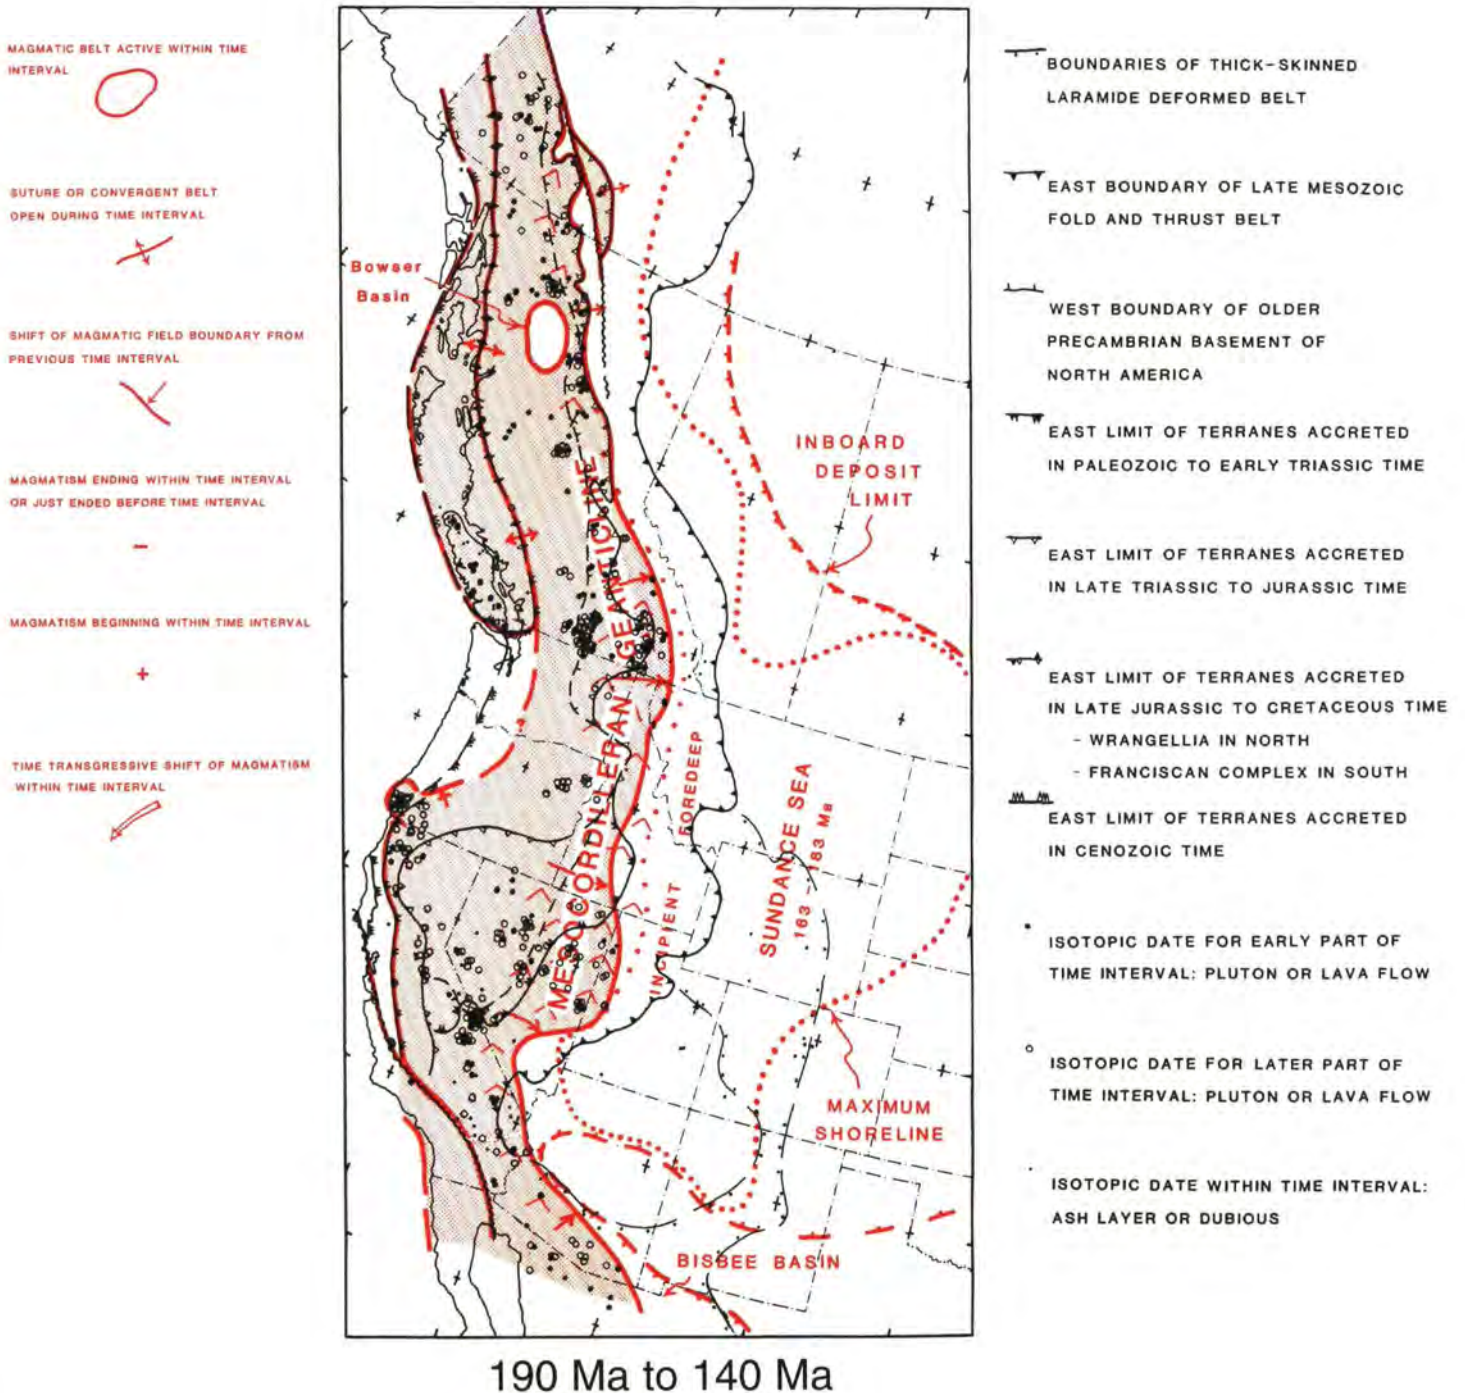 MAGMATIC BELT ACTIVE WITHIN TIME
INTERVAL
SUTURE OR CONVERGENT BELT
OPEN DURING TIME INTERVAL
SHIFT OF MAGMATIC FIELD BOUNDARY FROM
PREVIOUS TIME INTERVAL
MAGMATISM ENDING WITHIN TIME INTERVAL
OR JUST ENDED BEFORE TIME INTERVAL
MAGMATISM BEGINNING WITHIN TIME INTERVAL
TIME TRANSGRESSIVE SHIFT OF MAGMATISM
WITHIN TIME INTERVAL
Bowser
Basin
INBOARD
DEPOSIT
LIMIT
MESOCORDILLERAN GEANTICLINE
INCIPIENT FOREDEEP
SUNDANCE SEA
163 - 183 Ma
?
MAXIMUM
SHORELINE
BISBEE BASIN
BOUNDARIES OF THICK-SKINNED
LARAMIDE DEFORMED BELT
EAST BOUNDARY OF LATE MESOZOIC
FOLD AND THRUST BELT
WEST BOUNDARY OF OLDER
PRECAMBRIAN BASEMENT OF
NORTH AMERICA
EAST LIMIT OF TERRANES ACCRETED
IN PALEOZOIC TO EARLY TRIASSIC TIME
EAST LIMIT OF TERRANES ACCRETED
IN LATE TRIASSIC TO JURASSIC TIME
EAST LIMIT OF TERRANES ACCRETED
IN LATE JURASSIC TO CRETACEOUS TIME
- WRANGELLIA IN NORTH
- FRANCISCAN COMPLEX IN SOUTH
EAST LIMIT OF TERRANES ACCRETED
IN CENOZOIC TIME
ISOTOPIC DATE FOR EARLY PART OF
TIME INTERVAL: PLUTON OR LAVA FLOW
ISOTOPIC DATE FOR LATER PART OF
TIME INTERVAL: PLUTON OR LAVA FLOW
ISOTOPIC DATE WITHIN TIME INTERVAL:
ASH LAYER OR DUBIOUS
190 Ma to 140 Ma